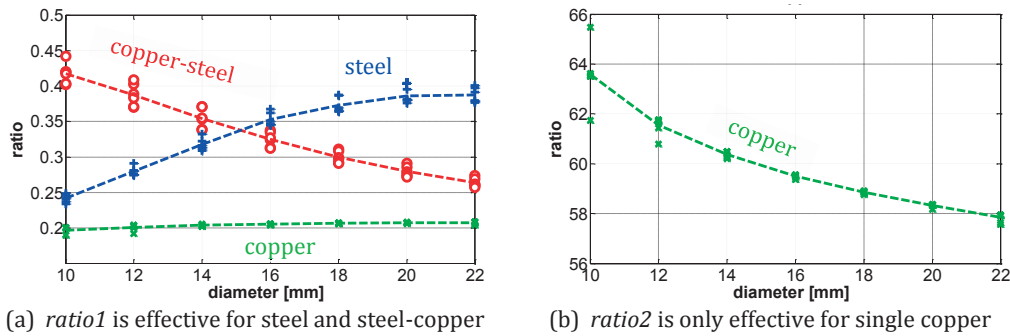 0.5
0.45
0.4
0.35
0.3
0.25
0.2
ratio
copper-steel
steel
copper
10 12 14 16 18 20 22
diameter [mm]
(a) ratio1 is effective for steel and steel-copper
66
64
62
60
58
56
ratio
copper
10 12 14 16 18 20 22
diameter [mm]
(b) ratio2 is only effective for single copper